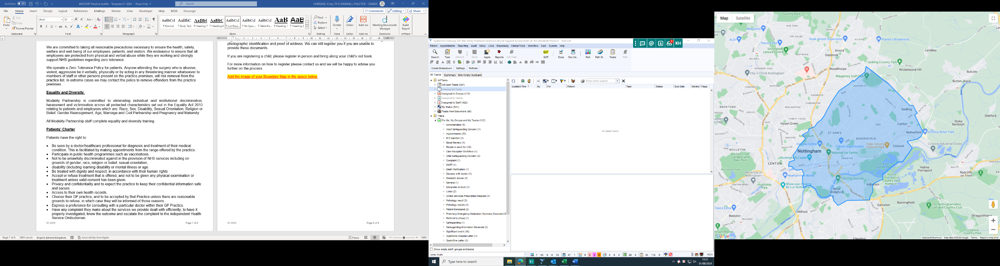 AutoSave Off MODGRP Practice Leaflet - Template 01-2024 - Read-Only Search HUBBARD, Kirsty (THE WINDMILL PRACTICE - C84683)
File Home Insert Design Layout References Mailings Review View Developer Help RCM Docusign Comments Editing Share
Paste Cut Copy Format Painter
Arial 12
AaBbCcI AaBbC AaBb( AaBbC AaBbCcI AaBbCcI AaBbCcI AaB AaB
Normal Body Text Heading 7 Heading 8 List Para... No Spac... Table Pa... Heading 1 Heading 2
Find Replace Select
Dictate Editor Add-ins Meeting Documents Manager Build Report
Clipboard Font Paragraph Styles Editing Voice Editor Add-ins Decisions InPhase
We are committed to taking all reasonable precautions necessary to ensure the health, safety,
welfare and well-being of our employees, patients, and visitors. We endeavour to ensure that all
employees are protected from physical and verbal abuse while they are working and strongly
support NHS guidelines regarding zero tolerance.
We operate a Zero Tolerance Policy for patients. Anyone attending the surgery who is abusive,
violent, aggressive be it verbally, physically or by acting in any threatening manner whatsoever to
members of staff or other persons present on the practice premises, will risk removal from the
practice list. In extreme cases we may contact the police to remove offenders from the practice
premises.
Equality and Diversity
Modality Partnership is committed to eliminating individual and institutional discrimination,
harassment and victimisation across all protected characteristics set out in the Equality Act 2010
relating to patients and employees which are: Race, Sex, Disability, Sexual Orientation, Religion or
Belief, Gender Reassignment, Age, Marriage and Civil Partnership and Pregnancy and Maternity.
All Modality Partnership staff complete equality and diversity training
Patients' Charter
Patients have the right to:
• Be seen by a doctor/healthcare professional for diagnosis and treatment of their medical
condition. This is facilitated by making appointments from the range offered by the practice.
• Participate in public health programmes such as vaccinations.
• Not to be unlawfully discriminated against in the provision of NHS services including on
grounds of gender, race, religion or belief, sexual orientation,
• disability (including learning disability or mental illness or age.
• Be treated with dignity and respect, in accordance with their human rights
• Accept or refuse treatment that is offered, and not to be given any physical examination or
treatment unless valid consent has been given.
• Privacy and confidentiality and to expect the practice to keep their confidential information safe
and secure.
• Access to their own health records.
• Choose their GP practice, and to be accepted by that Practice unless there are reasonable
grounds to refuse, in which case they will be informed of those reasons.
• Express a preference for consulting with a particular doctor within their GP Practice.
• Have any complaint they make about the services we provide dealt with efficiently, to have it
properly investigated, know the outcome and escalate the complaint to the independent Health
Service Ombudsman.
01-2024 Page 7 of 8
photographic identification and proof of address. We can still register you if you are unable to
provide these documents.
If you are registering a child, please register in person and bring along your child's red book.
For more information on how to register please contact us and we will be happy to advise you
further on the process.
Add the image of your Boundary Map in the space below
01-2024 Page 8 of 8
Page 7 of 8 2881 words English (United Kingdom) Accessibility: Investigate Focus 100%
SystmOne Gateway GP: Mrs Kirsty Hubbard (Admin/Clinical Support Access Role) at The Windmill Practice - Task List
KH
Patient Appointments Reporting Audit Setup Links Dispensing Clinical Tools Workflow User System Help
Search Task Discard Save Appts Reports Sch Task QOF Docs Doc Inb... Path Path Sr... Tasks Note
Create Breakdown Settings Refresh
All Tasks Summary Mrs Kirsty Hubbard
All Tasks
All Open Tasks (541)
Unassigned Tasks
Assigned to Groups (113)
Assigned to Teams
Assigned to Staff (428)
By Status (541)
Tasks from Elsewhere (66)
Filters
For Me, My Groups and My Teams (112)
Administration (5)
Adult Safeguarding Concern (1)
Appointments (33)
B12 Injection (1)
Blood Review (1)
Bloods to send for (19)
Care Navigator Workflow (1)
Child Safeguarding Concern (3)
Complaint (1)
DART (1)
Death Notification (1)
Discuss with doctor (1)
Domestic Abuse (2)
General (1)
Interpreter to book (1)
Letter (2)
Online Services Prescription Request (1)
Pathology result (3)
Pathology results (1)
Patient Deceased (2)
Pharmacy Emergency Medication Summary Document R
Referral to chase (1)
Safeguarding (1)
Safeguarding Information Received (3)
Significant event (18)
SystmOne Hospital Letter (1)
SystmOne Letter (3)
Show empty staff, groups and teams
Enter text to search
Updated Time By For Patient Task Status Due Date Started Flags
No tasks found
view main 1 64 0 8 72 47 1 0 0 0 0 0 0 29 0 33 112 0 15:21
Type here to search
15:21
01/08/2024
Map Satellite
Country Park
RISE PARK
Morrisons
REDHILL
TOP VALLEY
ALDI
Tesco Extra
Asda Arnold Superstore
Planters Brookfields
Southglade Leisure Centre
Arnold
Lambley
BESTWOOD
BULWELL
Gedling Country Park
HIGHBURY VALE
Woodthorpe
Wicketwood Hill
Clip 'n Climb Nottingham
Bulcote
Mapperley Golf Club
Burton Joyce
BASFORD
MAPPERLEY
CINDERHILL
SHERWOOD
CARRINGTON
BROXTOWE
NEW BASFORD
Gedling
ASPLEY
FOREST FIELDS
Shelford
Hyson Green
Carlton
Stoke Bardolph
RADFORD
ST ANN'S
Netherfield
Victoria Retail Park
Arboretum
BAKERSFIELD
Victoria Centre
Falcon Supermarket
Toby Carvery Colwick Park
Colwick
Colwick Industrial Estate
WOLLATON
Wollaton Hall, Gardens and Deer Park
Nottingham
National Ice Centre
Nottingham Castle
SNEINTON
LENTON
Colwick Country Park
Holme Pierrepont
Radcliffe on Trent
University of Nottingham
Warhammer World
The City Ground
Holme Pierrepont Country Park, home of
Highfields Park
Showcase Cinema de Lux Nottingham
Adbolton
LENTON ABBEY
West Bridgford
Gamston
Bassingfield
The Nottinghamshire Golf and Country Club
Tesco Extra
Beeston
Wilford
RYLANDS
Stragglethorpe
Cotgrave Country Park
Edwalton
Google
Keyboard shortcuts Map data ©2024 Google Terms Report a map error